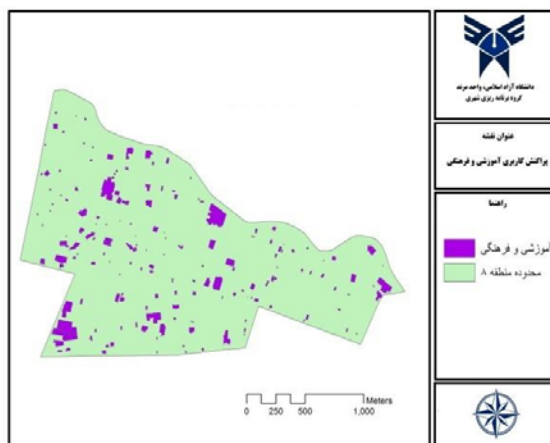 دانشگاه آزاد اسلامی، واحد مرند
گروه برنامه ریزی شهری
عنوان نقشه
پراکنش کاربری آموزشی و فرهنگی
راهنما
آموزشی و فرهنگی
محدوده منطقه ۸
Meters
0 250 500 1,000